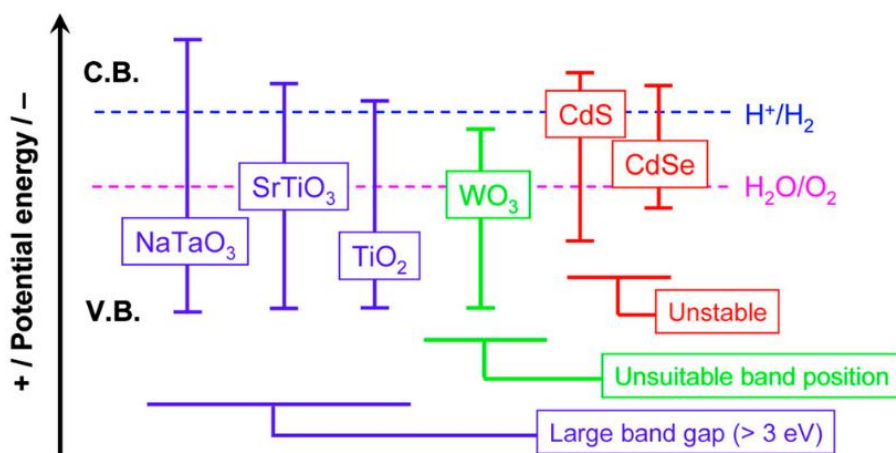 + / Potential energy / –
C.B.
V.B.
H⁺/H₂
H₂O/O₂
NaTaO₃
SrTiO₃
TiO₂
WO₃
CdS
CdSe
Unstable
Unsuitable band position
Large band gap (> 3 eV)